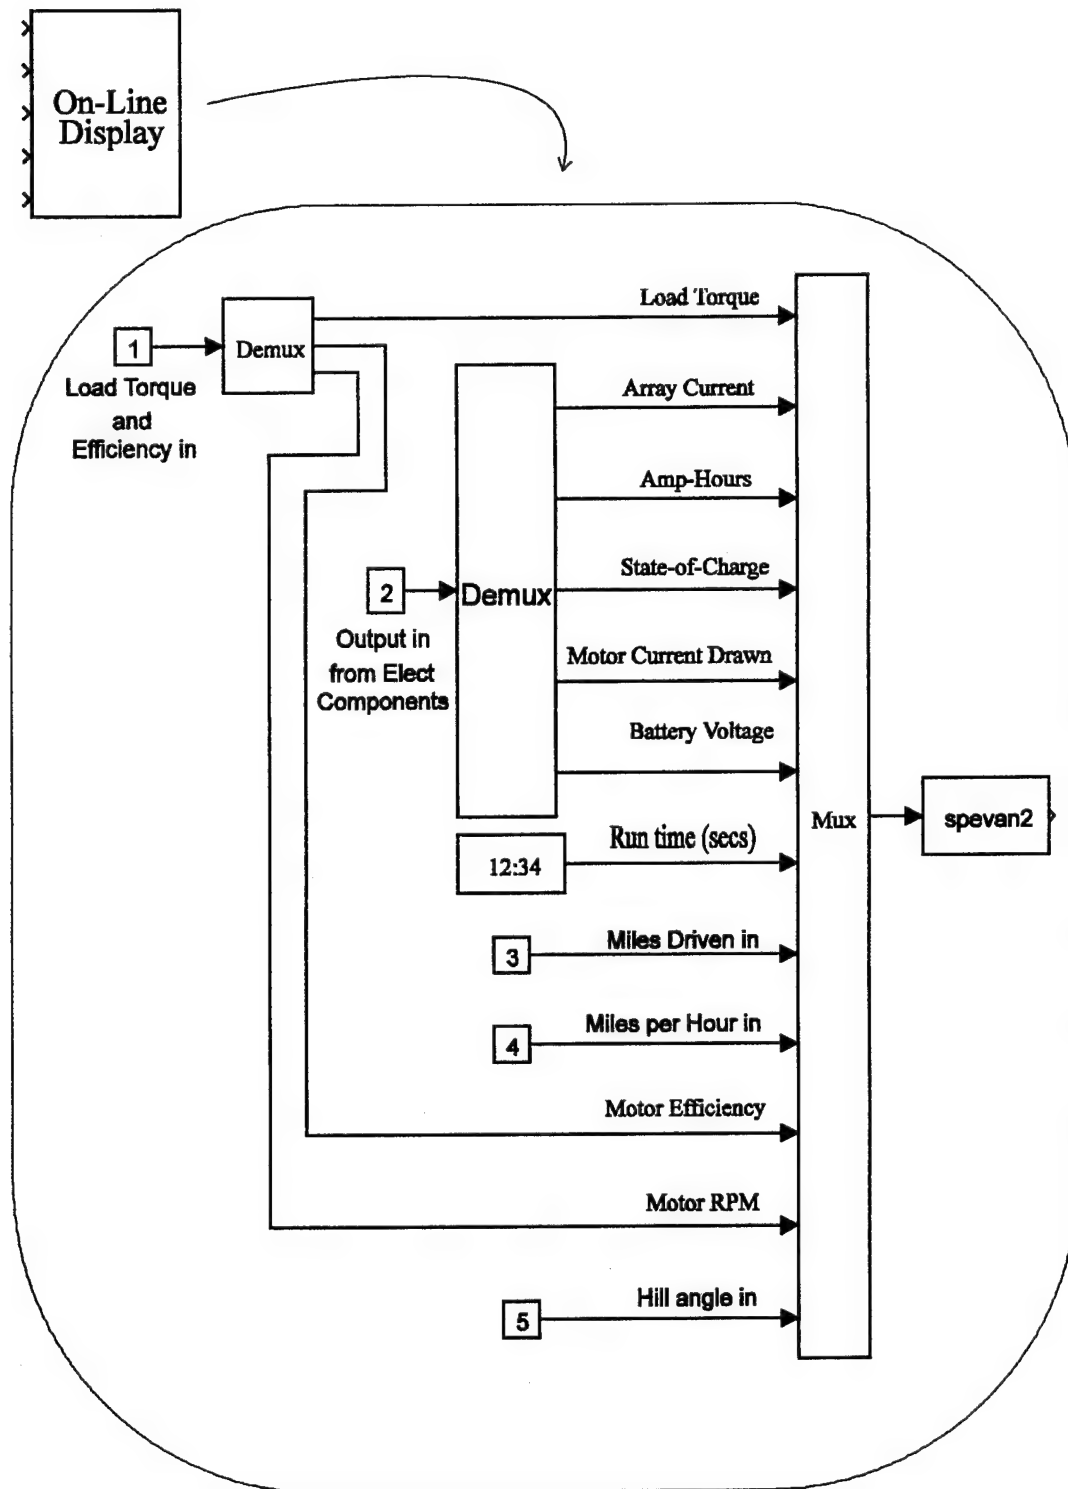 On-Line
Display
Load Torque
1
Demux
Load Torque
and
Efficiency in
Array Current
Amp-Hours
State-of-Charge
2
Demux
Output in
from Elect
Components
Motor Current Drawn
Battery Voltage
Mux
spevan2
Run time (secs)
12:34
Miles Driven in
3
Miles per Hour in
4
Motor Efficiency
Motor RPM
Hill angle in
5